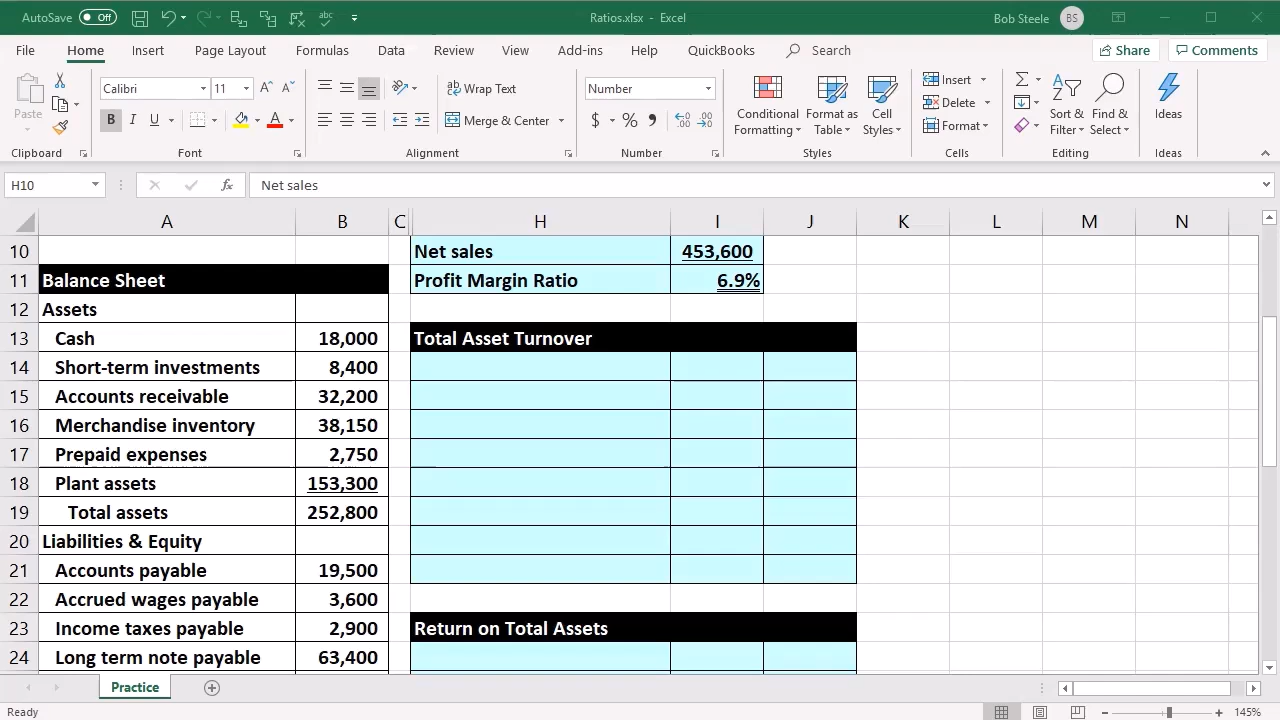 AutoSave Off abc Ratios.xlsx - Excel Bob Steele BS
File Home Insert Page Layout Formulas Data Review View Add-ins Help QuickBooks Search Share Comments
Paste Calibri 11 A A Wrap Text Number Conditional Formatting Format as Table Cell Styles Insert Sort & Filter Find & Select Ideas
B I U A Merge & Center $ % , Delete
Format
Clipboard Font Alignment Number Styles Cells Editing Ideas
H10 fx Net sales
A B C H I J K L M N
10 Net sales 453,600
11 Balance Sheet Profit Margin Ratio 6.9%
12 Assets
13 Cash 18,000 Total Asset Turnover
14 Short-term investments 8,400
15 Accounts receivable 32,200
16 Merchandise inventory 38,150
17 Prepaid expenses 2,750
18 Plant assets 153,300
19 Total assets 252,800
20 Liabilities & Equity
21 Accounts payable 19,500
22 Accrued wages payable 3,600
23 Income taxes payable 2,900 Return on Total Assets
24 Long term note payable 63,400
Practice
Ready 145%